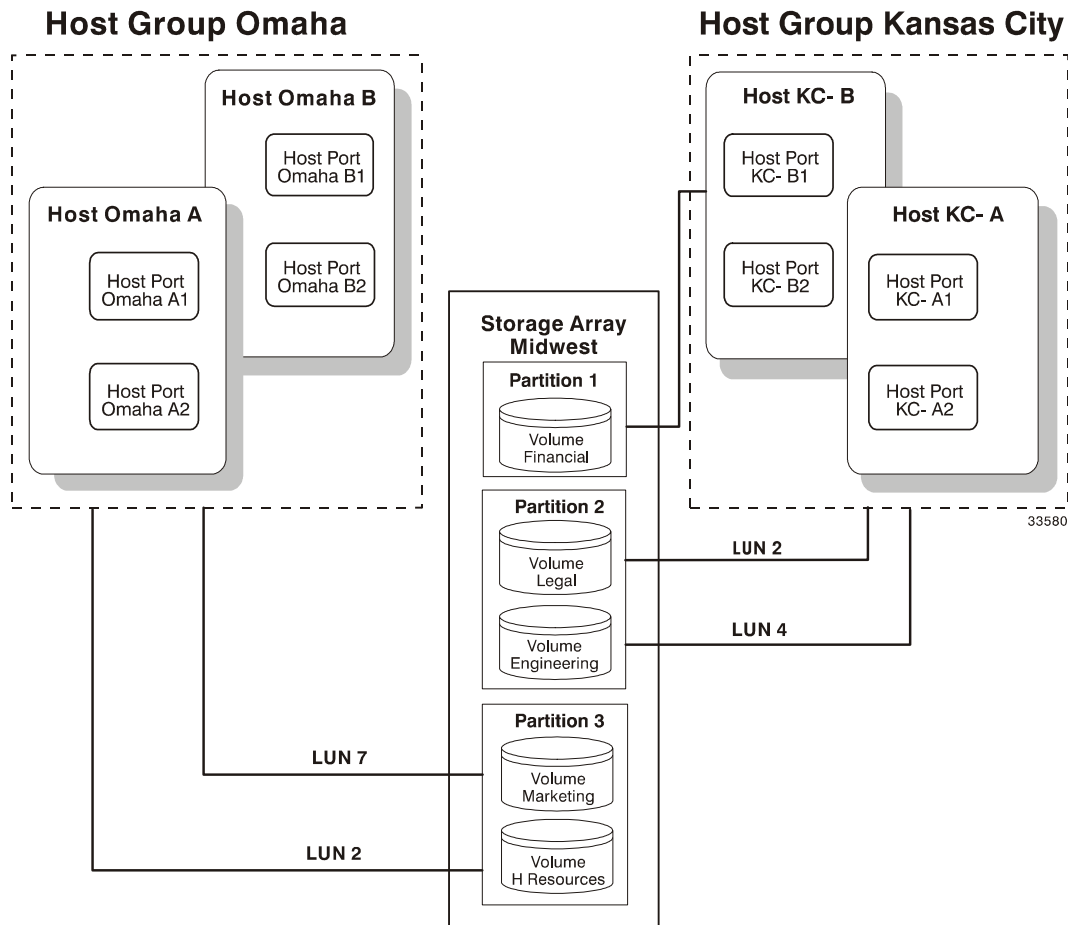 Host Group Omaha
Host Omaha B
Host Port
Omaha B1
Host Port
Omaha B2
Host Omaha A
Host Port
Omaha A1
Host Port
Omaha A2
Host Group Kansas City
Host KC- B
Host Port
KC- B1
Host Port
KC- B2
Host KC- A
Host Port
KC- A1
Host Port
KC- A2
33580
Storage Array
Midwest
Partition 1
Volume
Financial
Partition 2
Volume
Legal
LUN 2
Volume
Engineering
LUN 4
Partition 3
LUN 7
Volume
Marketing
LUN 2
Volume
H Resources